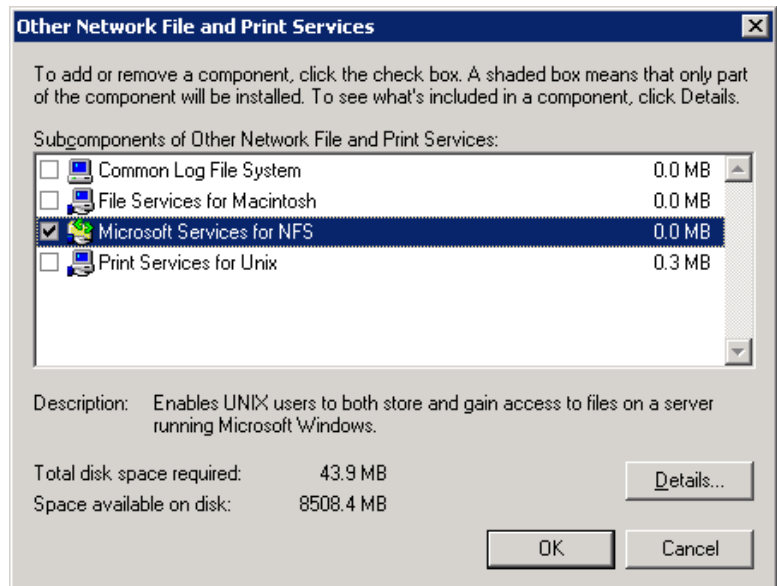 Other Network File and Print Services
To add or remove a component, click the check box. A shaded box means that only part
of the component will be installed. To see what's included in a component, click Details.
Subcomponents of Other Network File and Print Services:
Common Log File System 0.0 MB
File Services for Macintosh 0.0 MB
Microsoft Services for NFS 0.0 MB
Print Services for Unix 0.3 MB
Description: Enables UNIX users to both store and gain access to files on a server
running Microsoft Windows.
Total disk space required: 43.9 MB
Space available on disk: 8508.4 MB
Details...
OK Cancel